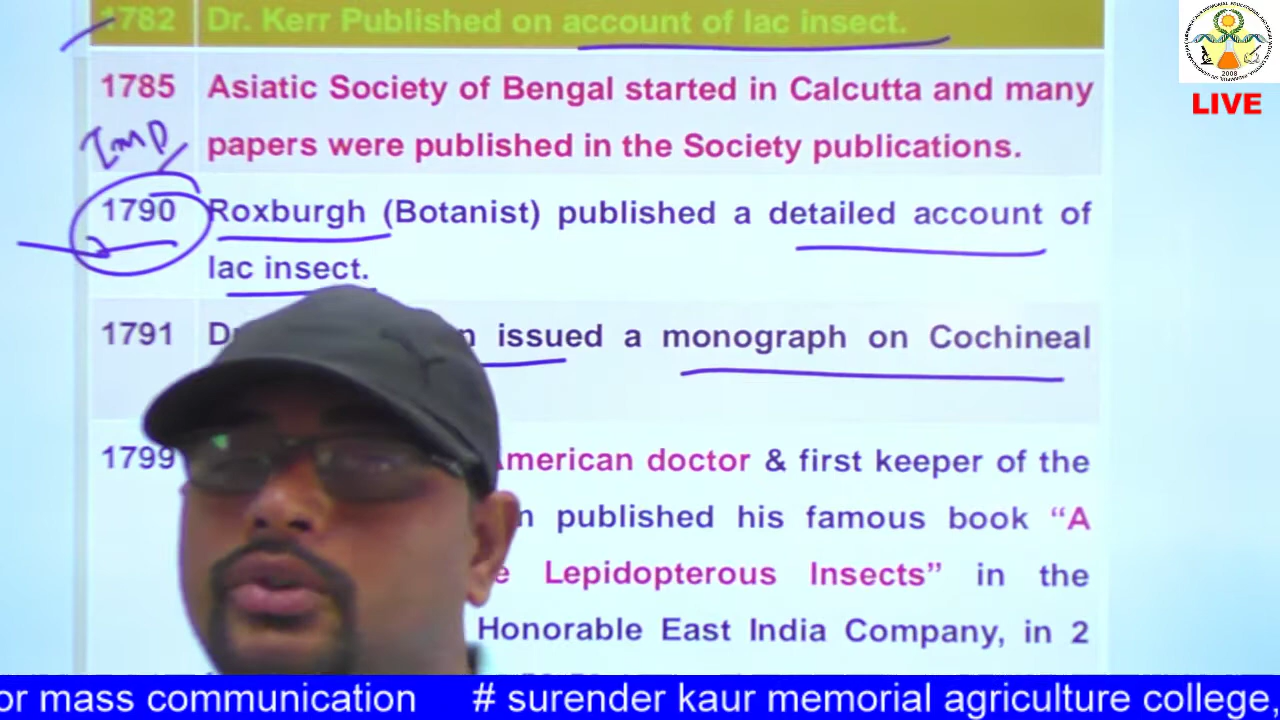 1782 Dr. Kerr Published on account of lac insect.
LIVE
1785 Asiatic Society of Bengal started in Calcutta and many
papers were published in the Society publications.
Imp
1790 Roxburgh (Botanist) published a detailed account of
lac insect.
1791 issued a monograph on Cochineal
1799 American doctor & first keeper of the
published his famous book “A
Lepidopterous Insects” in the
Honorable East India Company, in 2
mass communication # surender kaur memorial agriculture college,